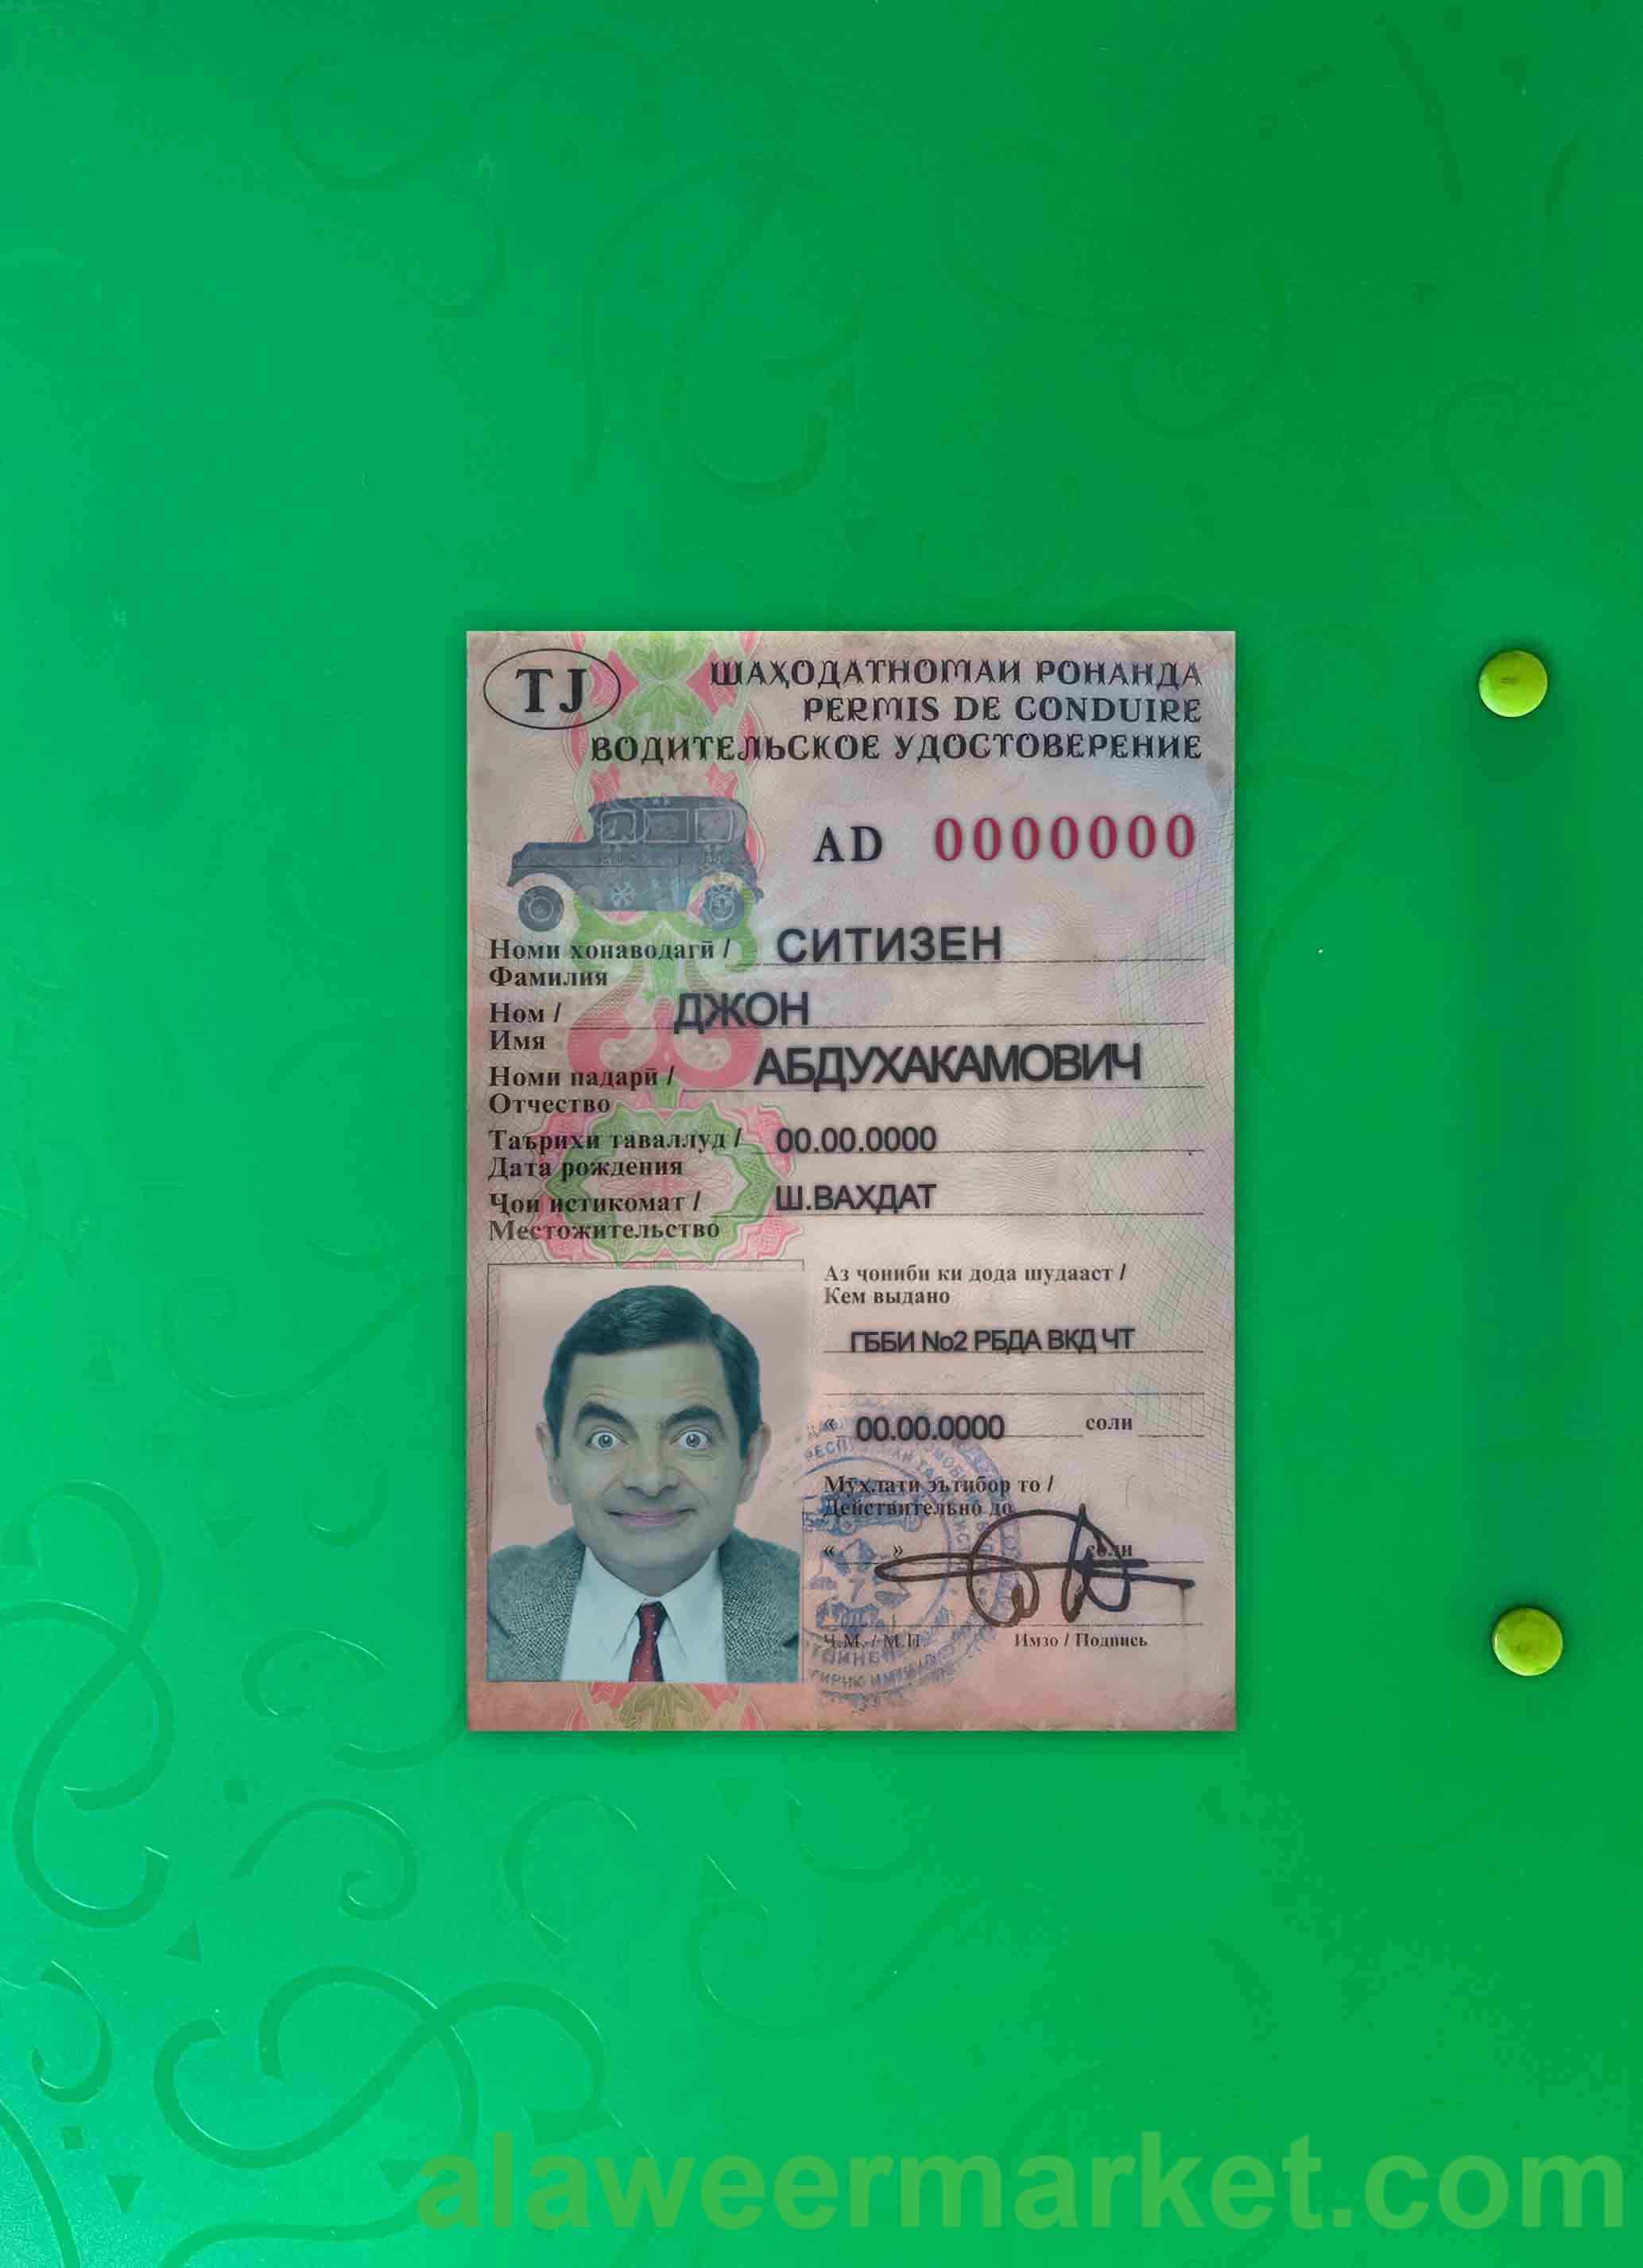 TJ
ШАҲОДАТНОМАИ РОНАНДА
PERMIS DE CONDUIRE
ВОДИТЕЛЬСКОЕ УДОСТОВЕРЕНИЕ
AD 0000000
Номи хонаводагӣ / СИТИЗЕН
Фамилия
Ном / ДЖОН
Имя
Номи падарӣ / АБДУХАКАМОВИЧ
Отчество
Таърихи таваллуд / 00.00.0000
Дата рождения
Ҷои истикомат / Ш.ВАХДАТ
Местожительство
Аз ҷониби ки дода шудааст /
Кем выдано
ГББИ No2 РБДА ВКД ЧТ
« 00.00.0000 соли
Мӯҳлати эътибор то /
Действительно до
« » соли
Ҷ.М. / М.П. Имзо / Подпись
alaweermarket.com